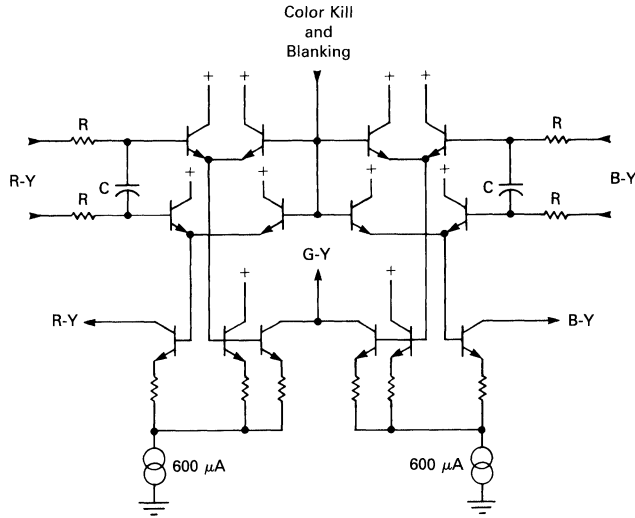 Color Kill
and
Blanking
+ + + +
R R
R-Y + + + + B-Y
C C
R R
G-Y
+ +
R-Y B-Y
600 μA 600 μA